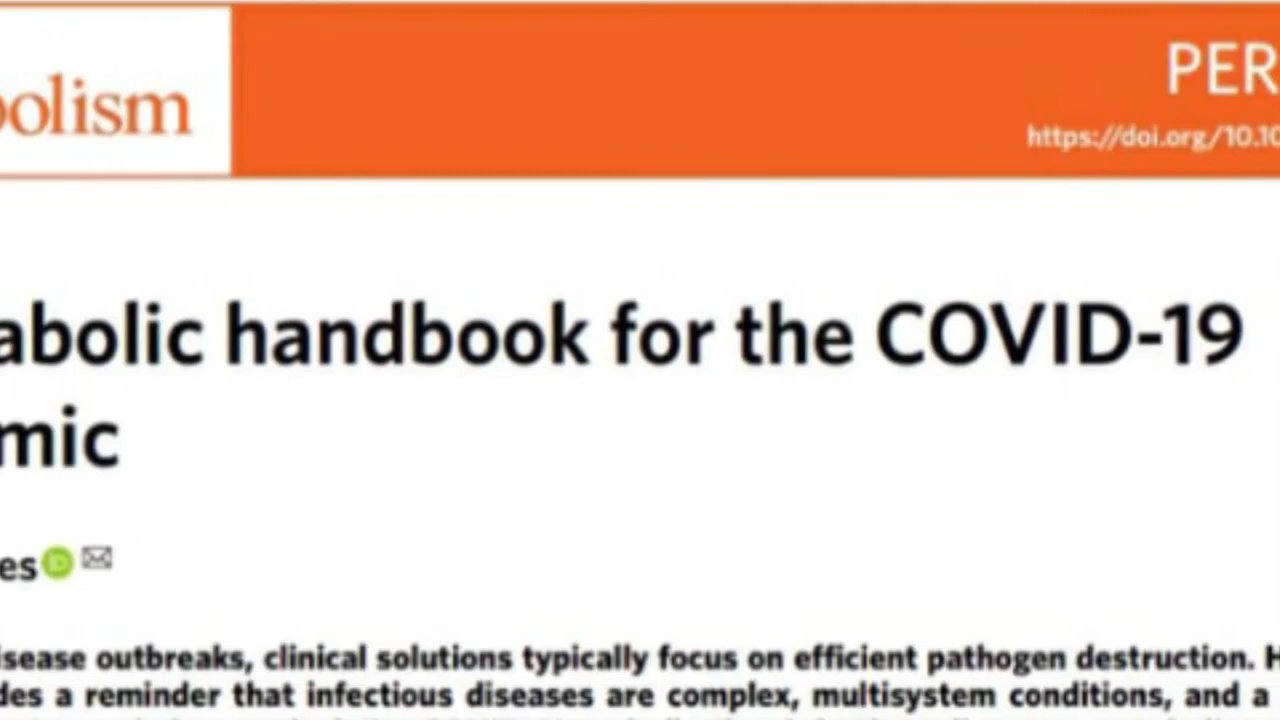 PER
olism
https://doi.org/10.10
abolic handbook for the COVID-19
mic
es
isease outbreaks, clinical solutions typically focus on efficient pathogen destruction. H
des a reminder that infectious diseases are complex, multisystem conditions, and a